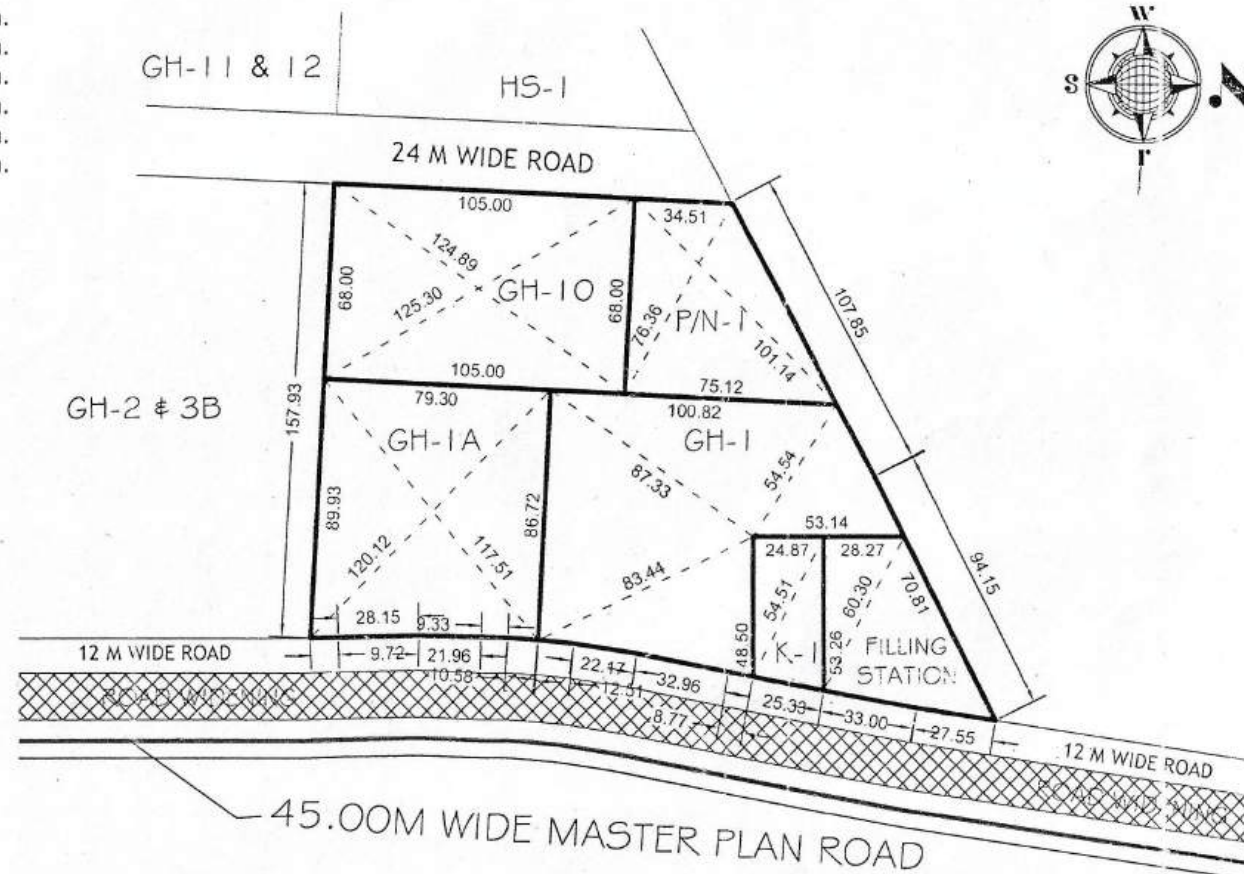 W
S
GH-11 & 12
HS-1
24 M WIDE ROAD
105.00
34.51
124.89
125.30
68.00
GH-10
68.00
76.36
P/N-1
101.14
107.85
105.00
75.12
79.30
100.82
157.93
GH-2 & 3B
GH-1A
GH-1
89.93
86.72
87.33
54.54
53.14
24.87
28.27
94.15
120.12
117.51
83.44
54.51
60.30
70.81
28.15
9.33
48.50
K-1
53.26
FILLING
STATION
12 M WIDE ROAD
9.72
21.96
10.58
22.17
12.51
32.96
8.77
25.33
33.00
27.55
12 M WIDE ROAD
ROAD WIDENING
ROAD WIDENING
45.00M WIDE MASTER PLAN ROAD